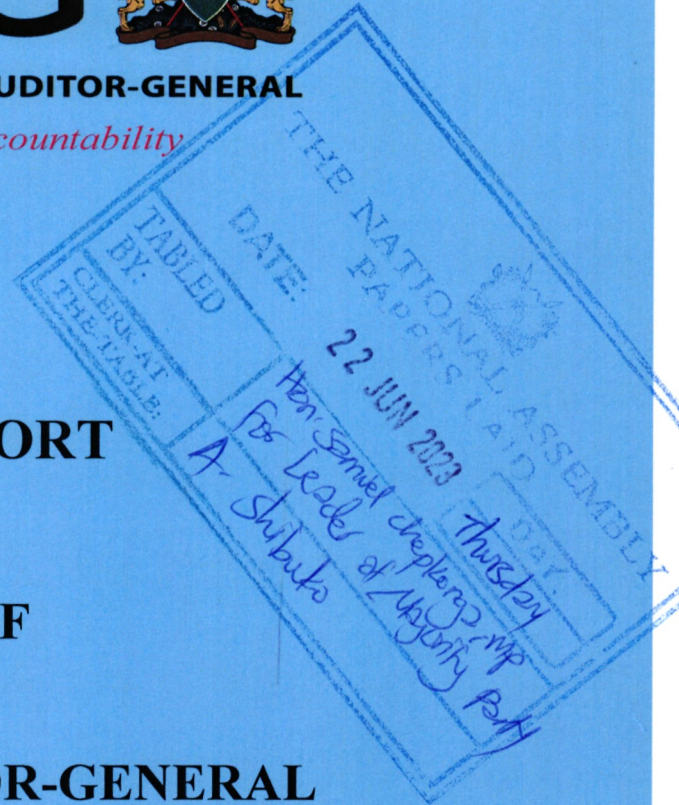 G
UDITOR-GENERAL
countability
THE NATIONAL ASSEMBLY
PAPERS LAID
DATE: 22 JUN 2023
DAY.
Thursday
TABLED
BY:
Hon. Samuel Chepkonga, MP
For Leader of Majority Party
CLERK-AT
THE-TABLE:
A. Shibuko
ORT
F
OR-GENERAL